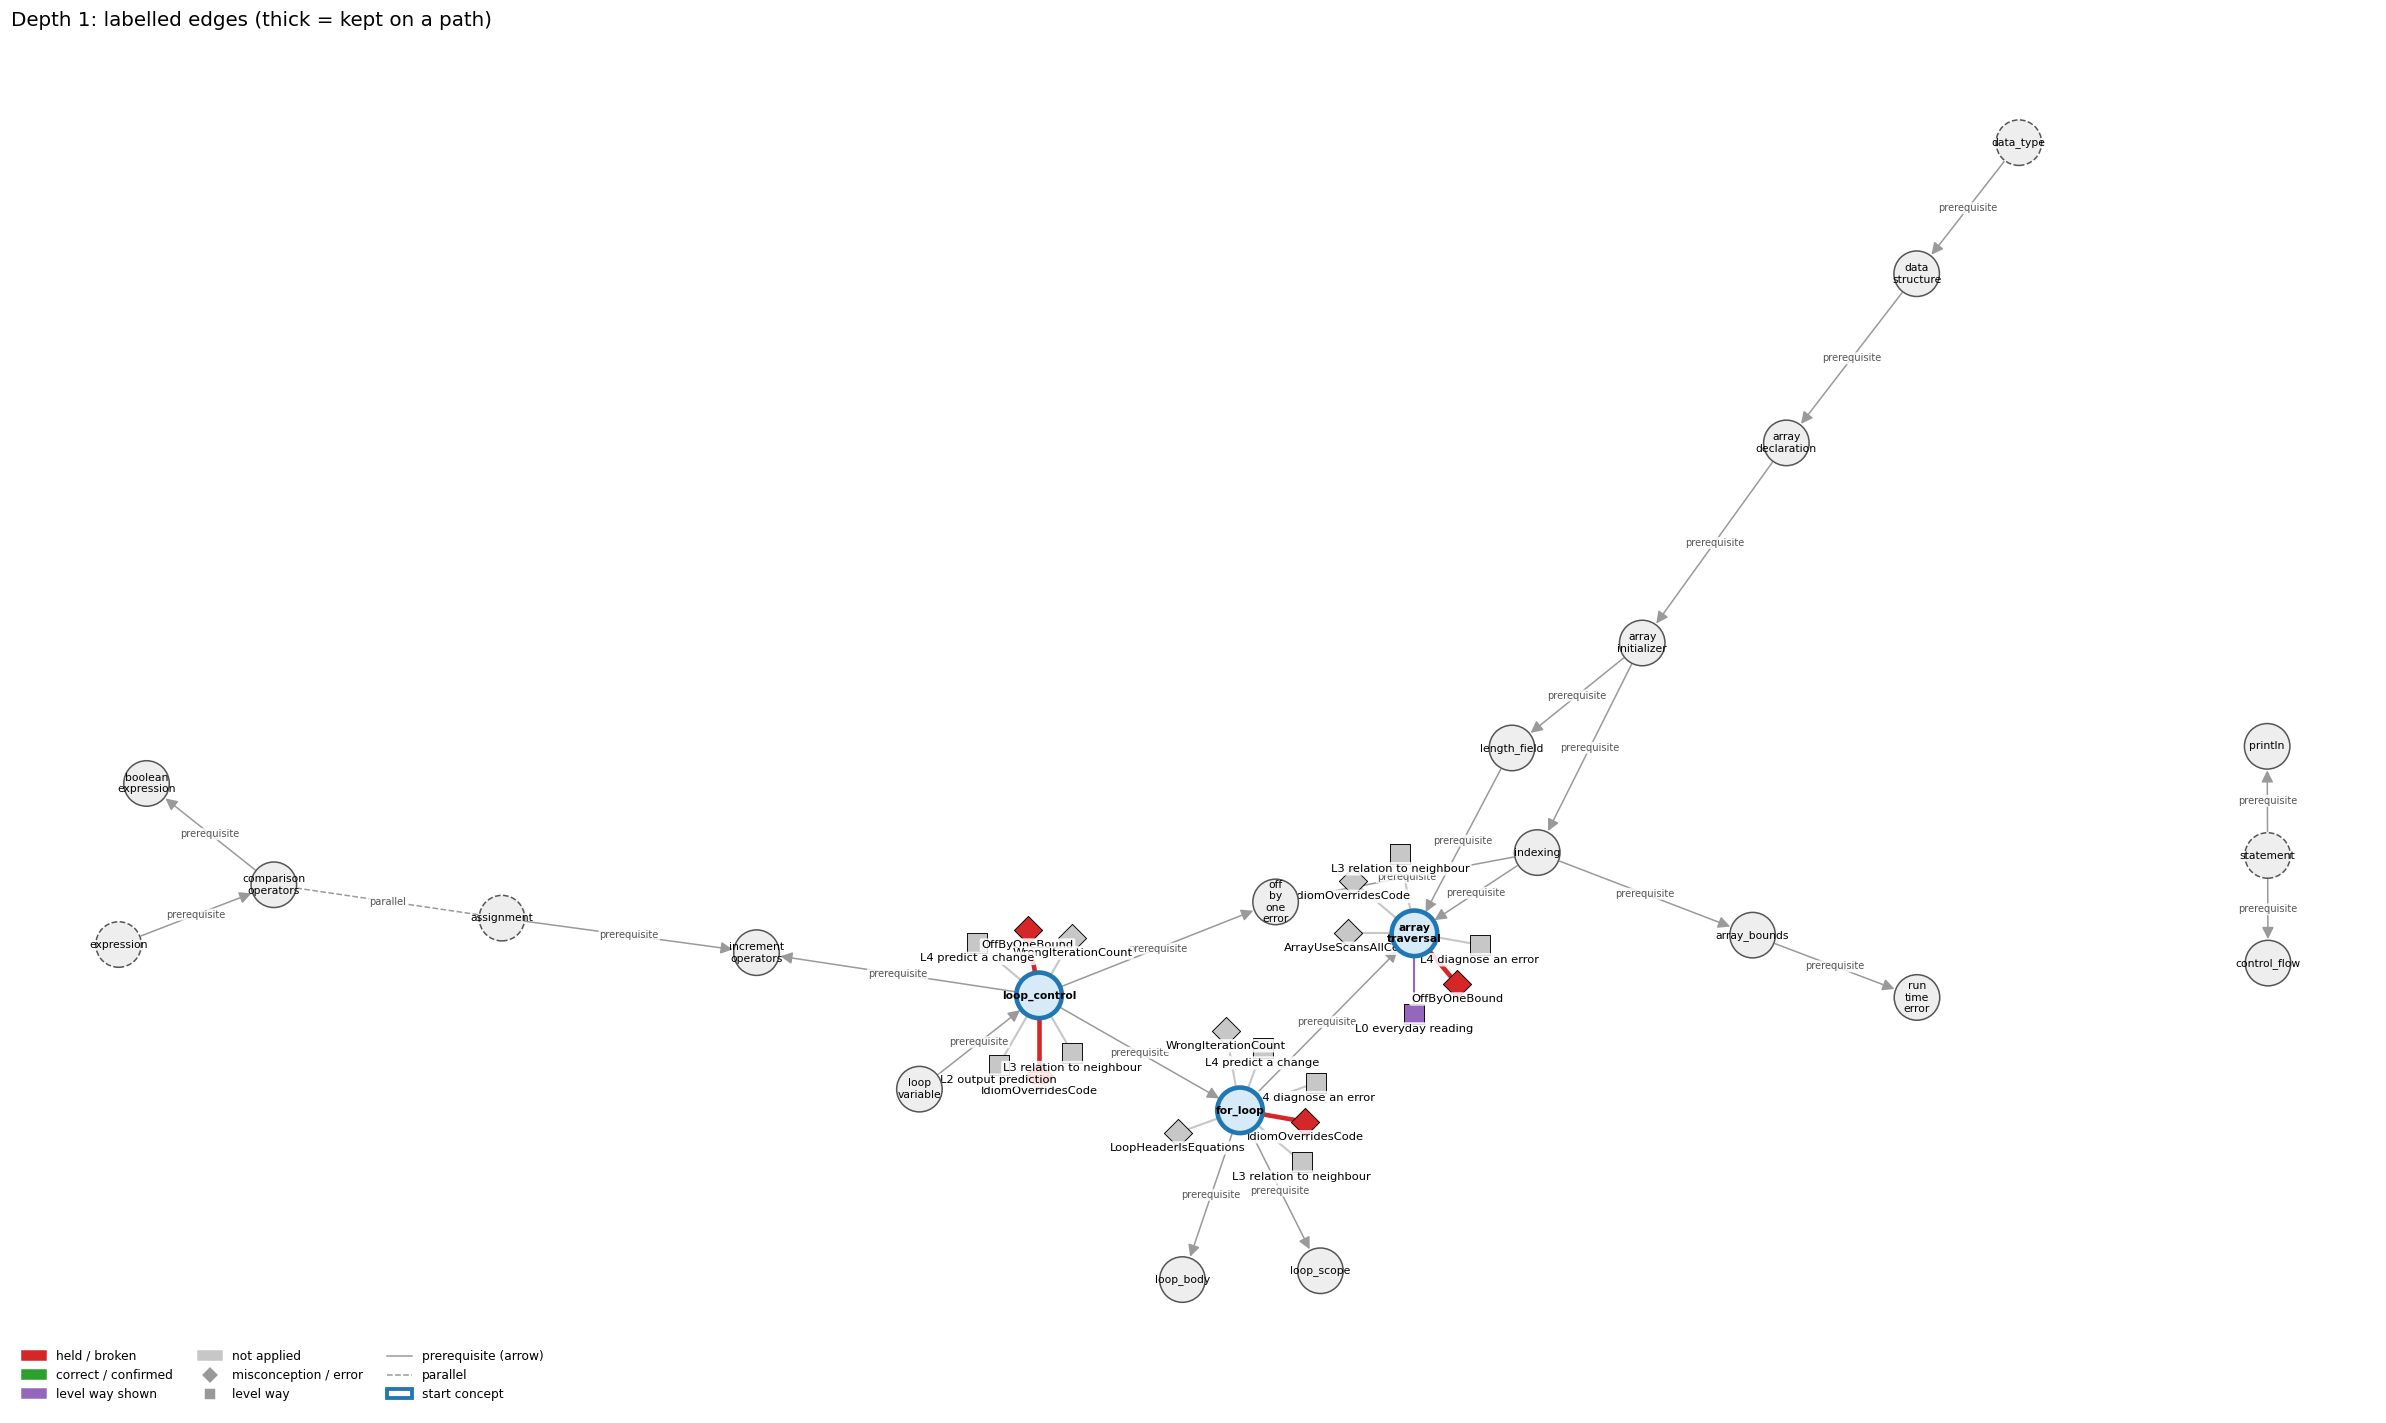 Depth 1: labelled edges (thick = kept on a path)
data_type
prerequisite
data
structure
prerequisite
array
declaration
prerequisite
array
initializer
prerequisite
length_field
prerequisite
println
boolean
expression
prerequisite
prerequisite
prerequisite
indexing
statement
L3 relation to neighbour
prerequisite
comparison
operators
parallel
off
by
one
error
IdiomOverridesCode
prerequisite
prerequisite
prerequisite
prerequisite
assignment
expression
prerequisite
array
traversal
array_bounds
increment
operators
OffByOneBound
WrongIterationCount
L4 predict a change
prerequisite
ArrayUseScansAllCe
L4 diagnose an error
control_flow
prerequisite
prerequisite
loop_control
OffByOneBound
run
time
error
prerequisite
L0 everyday reading
prerequisite
WrongIterationCount
prerequisite
L4 predict a change
L3 relation to neighbour
L2 output prediction
IdiomOverridesCode
loop
variable
4 diagnose an error
for_loop
IdiomOverridesCode
LoopHeaderIsEquations
L3 relation to neighbour
prerequisite
prerequisite
loop_body
loop_scope
held / broken
not applied
prerequisite (arrow)
correct / confirmed
misconception / error
parallel
level way shown
level way
start concept